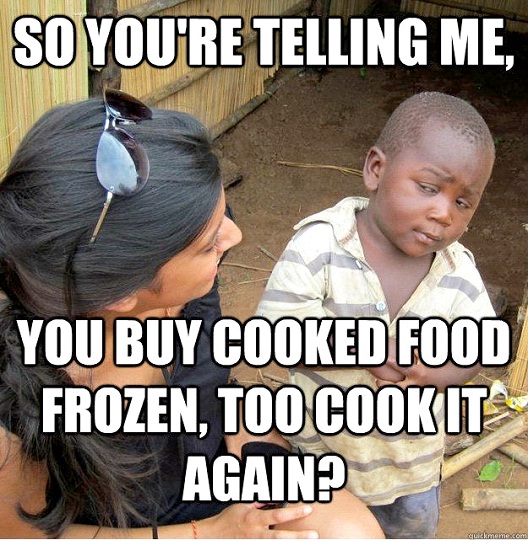 SO YOU'RE TELLING ME,
YOU BUY COOKED FOOD
FROZEN, TOO COOK IT
AGAIN?
quickmeme.com